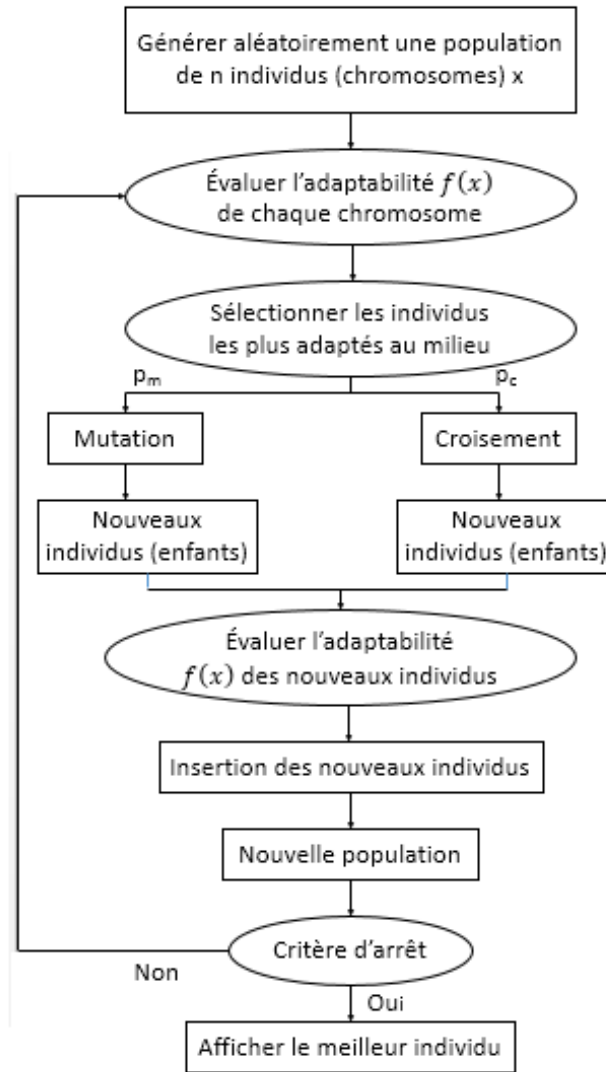 Générer aléatoirement une population
de n individus (chromosomes) x
Évaluer l’adaptabilité f(x)
de chaque chromosome
Sélectionner les individus
les plus adaptés au milieu
pₘ
p꜀
Mutation
Croisement
Nouveaux
individus (enfants)
Nouveaux
individus (enfants)
Évaluer l’adaptabilité
f(x) des nouveaux individus
Insertion des nouveaux individus
Nouvelle population
Critère d’arrêt
Non
Oui
Afficher le meilleur individu